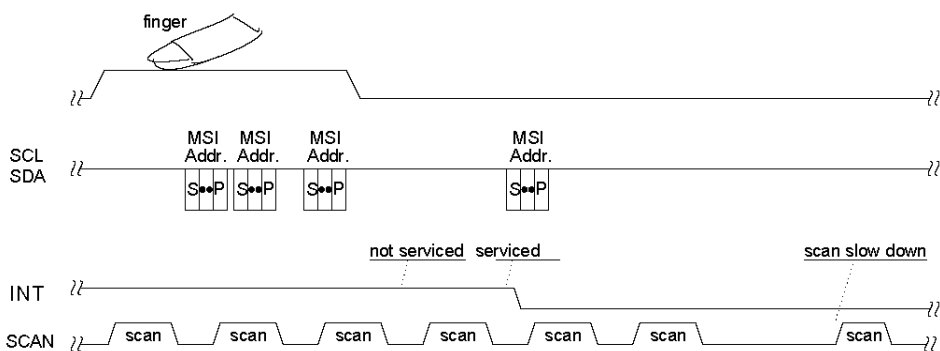 finger
MSI MSI MSI MSI
SCL Addr. Addr. Addr. Addr.
SDA
S••P S••P S••P S••P
not serviced serviced scan slow down
INT
SCAN scan scan scan scan scan scan scan